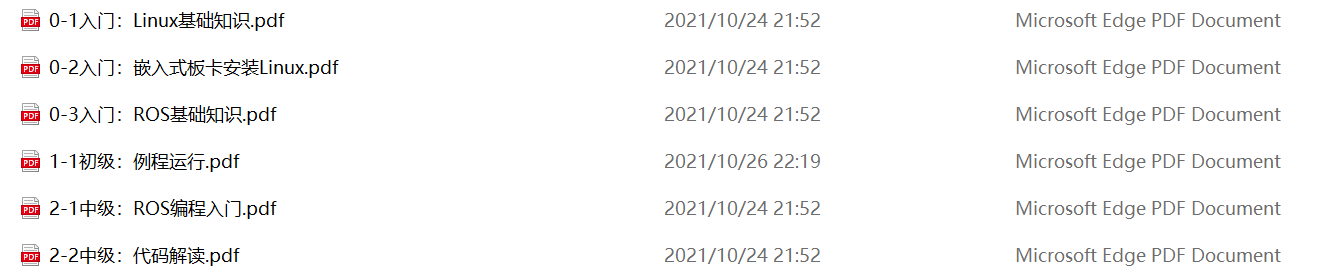 0-1入门：Linux基础知识.pdf 2021/10/24 21:52 Microsoft Edge PDF Document
0-2入门：嵌入式板卡安装Linux.pdf 2021/10/24 21:52 Microsoft Edge PDF Document
0-3入门：ROS基础知识.pdf 2021/10/24 21:52 Microsoft Edge PDF Document
1-1初级：例程运行.pdf 2021/10/26 22:19 Microsoft Edge PDF Document
2-1中级：ROS编程入门.pdf 2021/10/24 21:52 Microsoft Edge PDF Document
2-2中级：代码解读.pdf 2021/10/24 21:52 Microsoft Edge PDF Document